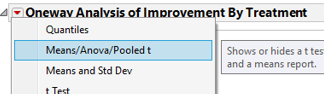 Oneway Analysis of Improvement By Treatment
Quantiles
Means/Anova/Pooled t
Means and Std Dev
t Test
Shows or hides a t tes
and a means report.